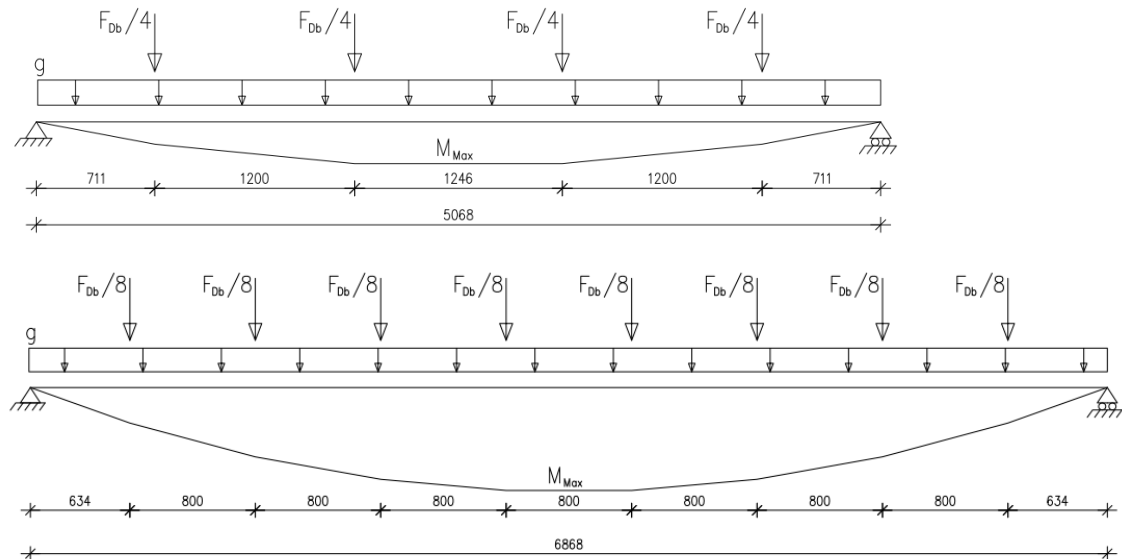 F_Db/4 F_Db/4 F_Db/4 F_Db/4
g
M_Max
711 1200 1246 1200 711
5068
F_Db/8 F_Db/8 F_Db/8 F_Db/8 F_Db/8 F_Db/8 F_Db/8 F_Db/8
g
M_Max
634 800 800 800 800 800 800 800 634
6868